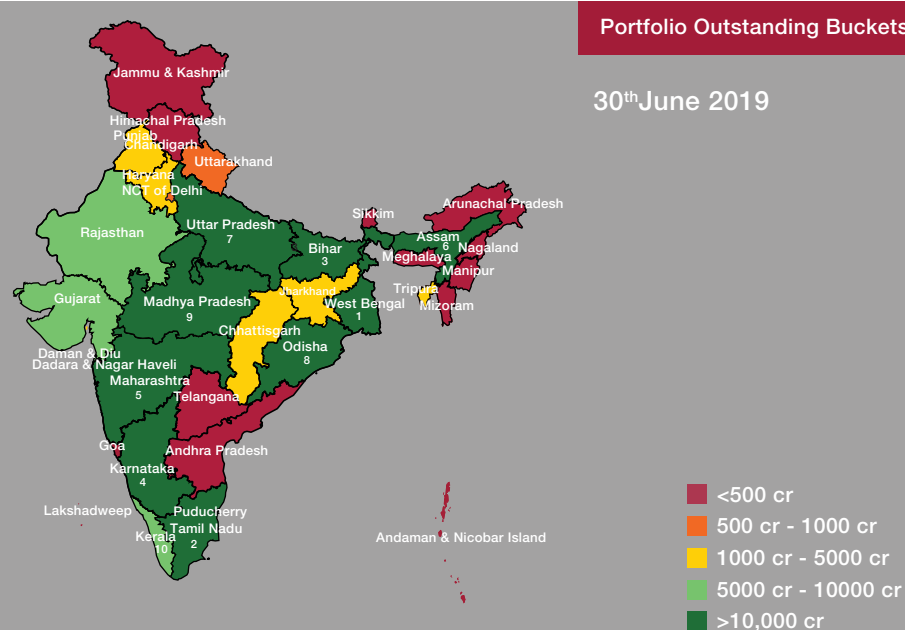 Portfolio Outstanding Buckets
30thJune 2019
Jammu & Kashmir
Himachal Pradesh
Punjab
Chandigarh
Uttarakhand
Haryana
NCT of Delhi
Rajasthan
Uttar Pradesh
7
Bihar
3
Sikkim
Arunachal Pradesh
Assam
6
Nagaland
Meghalaya
Manipur
Tripura
Mizoram
Gujarat
Madhya Pradesh
9
Jharkhand
West Bengal
1
Chhattisgarh
Odisha
8
Daman & Diu
Dadara & Nagar Haveli
Maharashtra
5
Telangana
Goa
Andhra Pradesh
Karnataka
4
Lakshadweep
Puducherry
Tamil Nadu
2
Kerala
10
Andaman & Nicobar Island
<500 cr
500 cr - 1000 cr
1000 cr - 5000 cr
5000 cr - 10000 cr
>10,000 cr